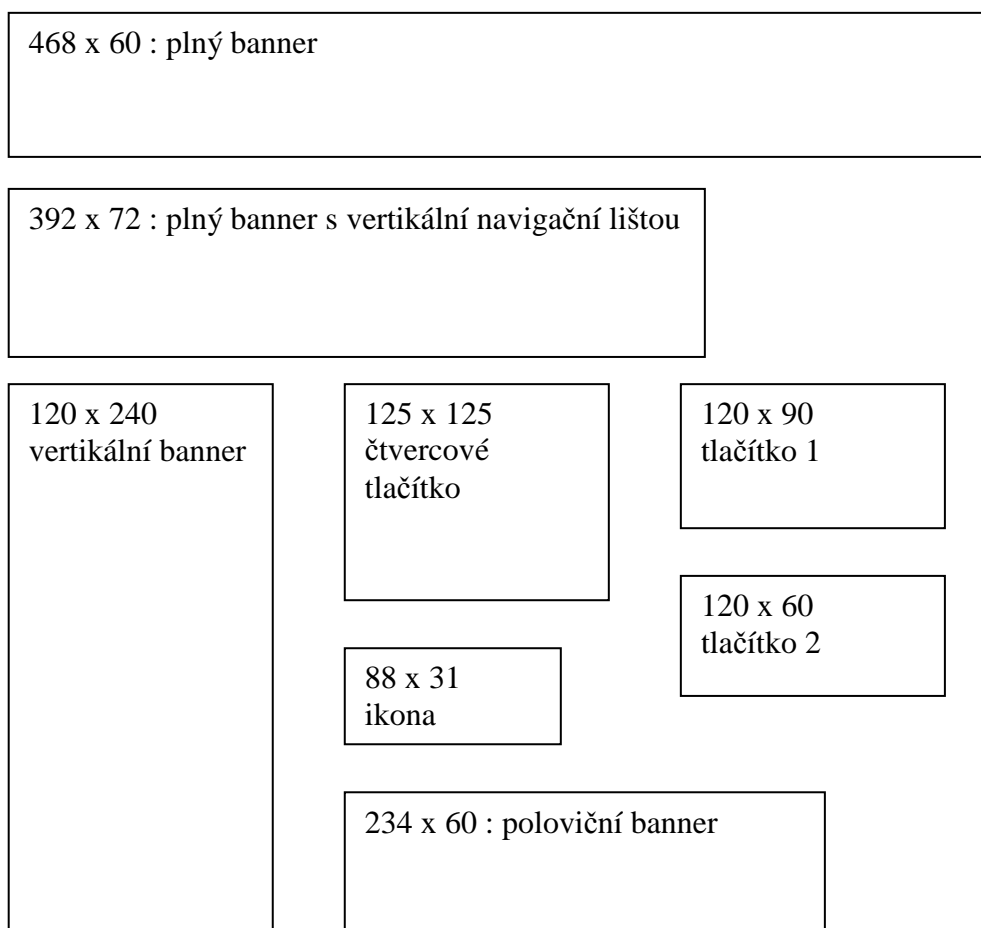 468 x 60 : plný banner
392 x 72 : plný banner s vertikální navigační lištou
120 x 240
vertikální banner
125 x 125
čtvercové
tlačítko
120 x 90
tlačítko 1
120 x 60
tlačítko 2
88 x 31
ikona
234 x 60 : poloviční banner